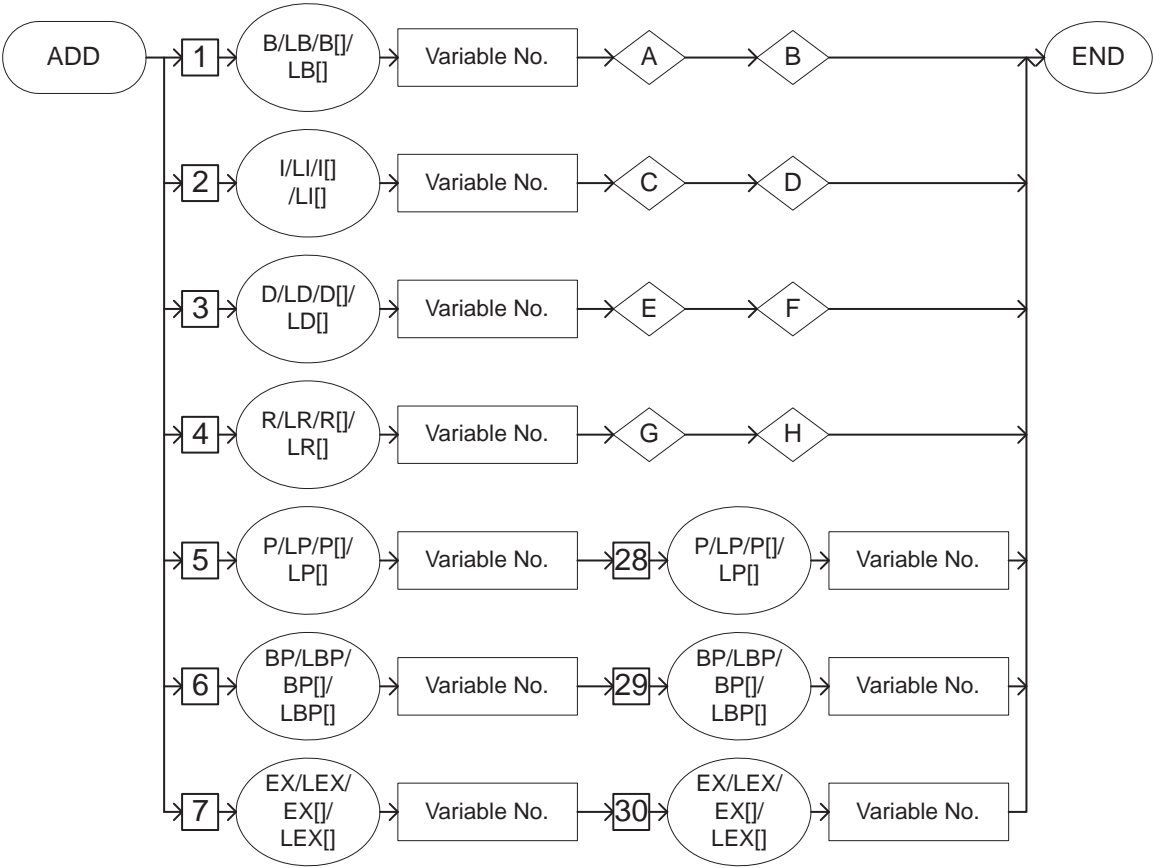 ADD
1
B/LB/B[]/
LB[]
Variable No.
A
B
END
2
I/LI/I[]
/LI[]
Variable No.
C
D
3
D/LD/D[]/
LD[]
Variable No.
E
F
4
R/LR/R[]/
LR[]
Variable No.
G
H
5
P/LP/P[]/
LP[]
Variable No.
28
P/LP/P[]/
LP[]
Variable No.
6
BP/LBP/
BP[]/
LBP[]
Variable No.
29
BP/LBP/
BP[]/
LBP[]
Variable No.
7
EX/LEX/
EX[]/
LEX[]
Variable No.
30
EX/LEX/
EX[]/
LEX[]
Variable No.